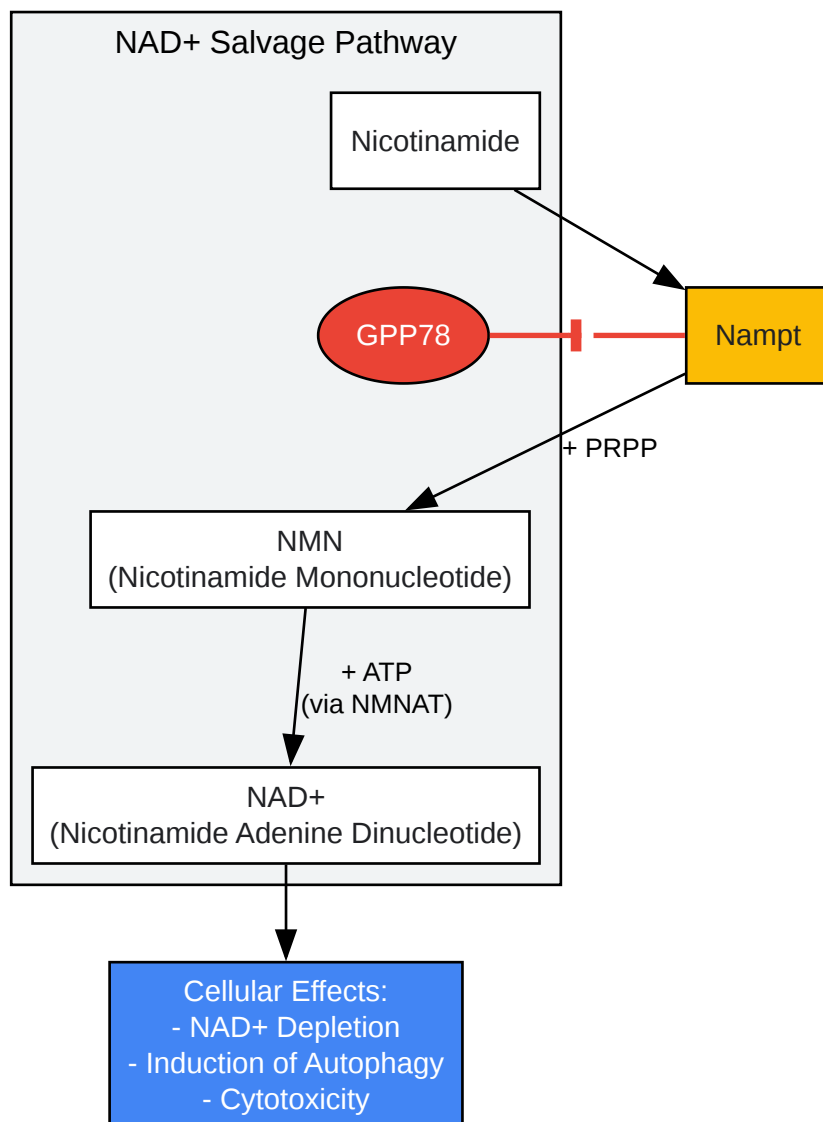 NAD+ Salvage Pathway
Nicotinamide
GPP78
Nampt
+ PRPP
NMN
(Nicotinamide Mononucleotide)
+ ATP
(via NMNAT)
NAD+
(Nicotinamide Adenine Dinucleotide)
Cellular Effects:
- NAD+ Depletion
- Induction of Autophagy
- Cytotoxicity